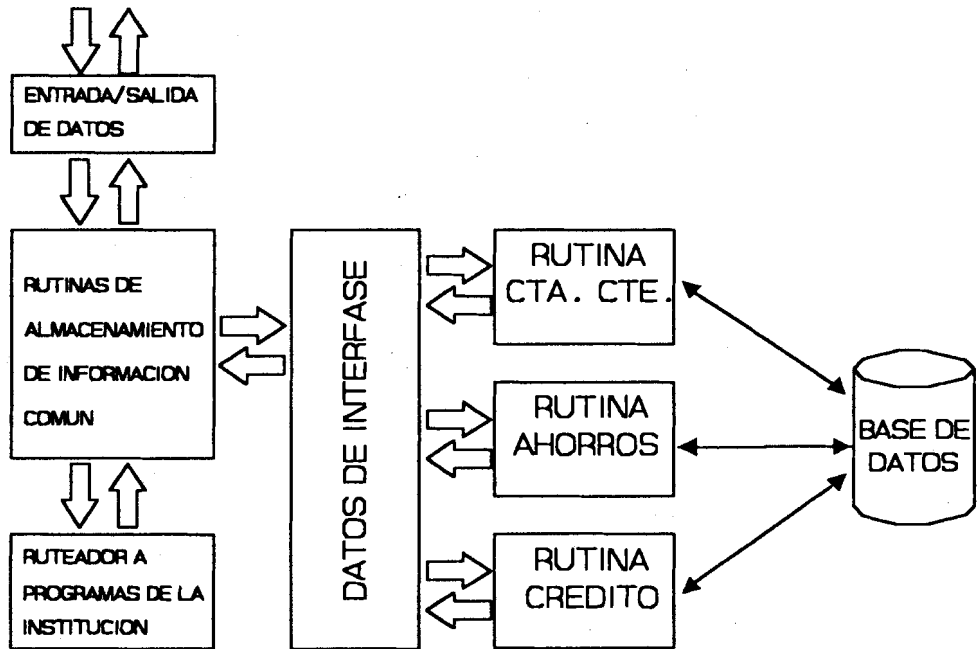 ENTRADA/SALIDA
DE DATOS
RUTINAS DE
ALMACENAMIENTO
DE INFORMACION
COMUN
RUTEADOR A
PROGRAMAS DE LA
INSTITUCION
DATOS DE INTERFASE
RUTINA
CTA. CTE.
RUTINA
AHORROS
RUTINA
CREDITO
BASE DE
DATOS